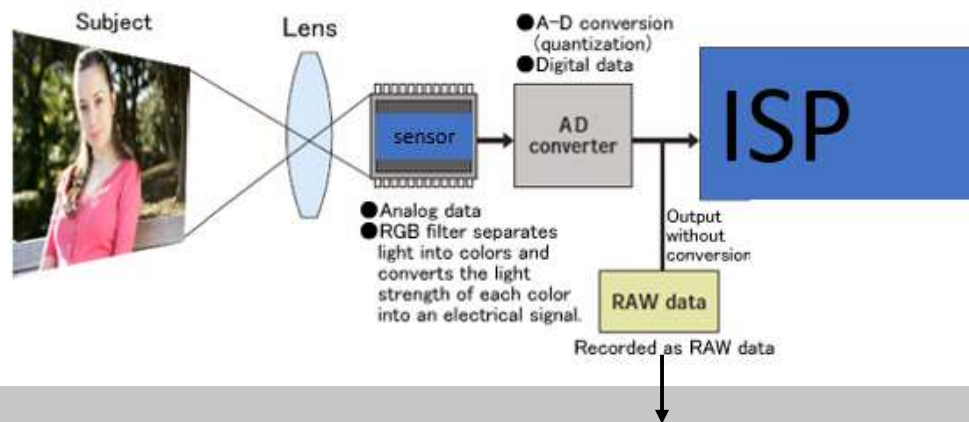 Subject
Lens
sensor
●Analog data
●RGB filter separates
light into colors and
converts the light
strength of each color
into an electrical signal.
●A-D conversion
(quantization)
●Digital data
AD
converter
ISP
Output
without
conversion
RAW data
Recorded as RAW data